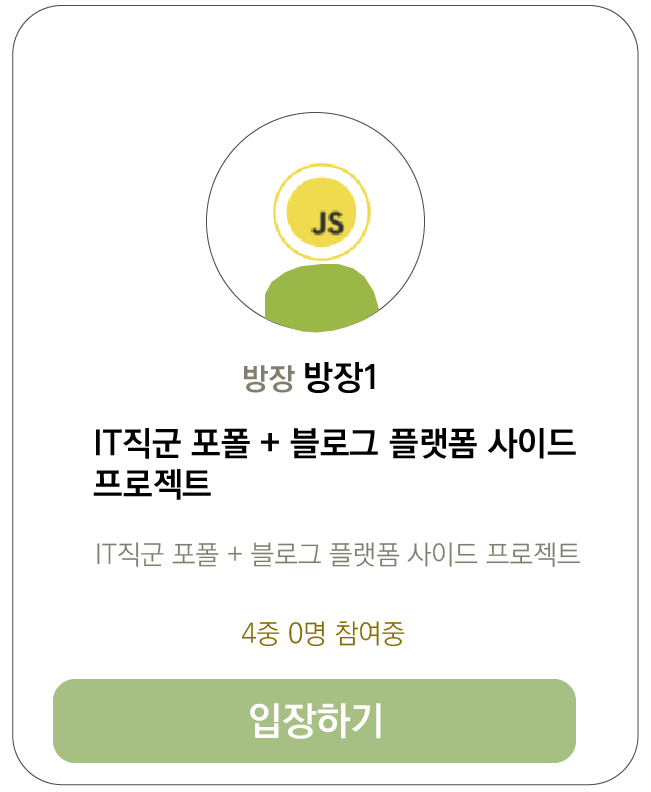 JS
방장 방장1
IT직군 포폴 + 블로그 플랫폼 사이드
프로젝트
IT직군 포폴 + 블로그 플랫폼 사이드 프로젝트
4중 0명 참여중
입장하기